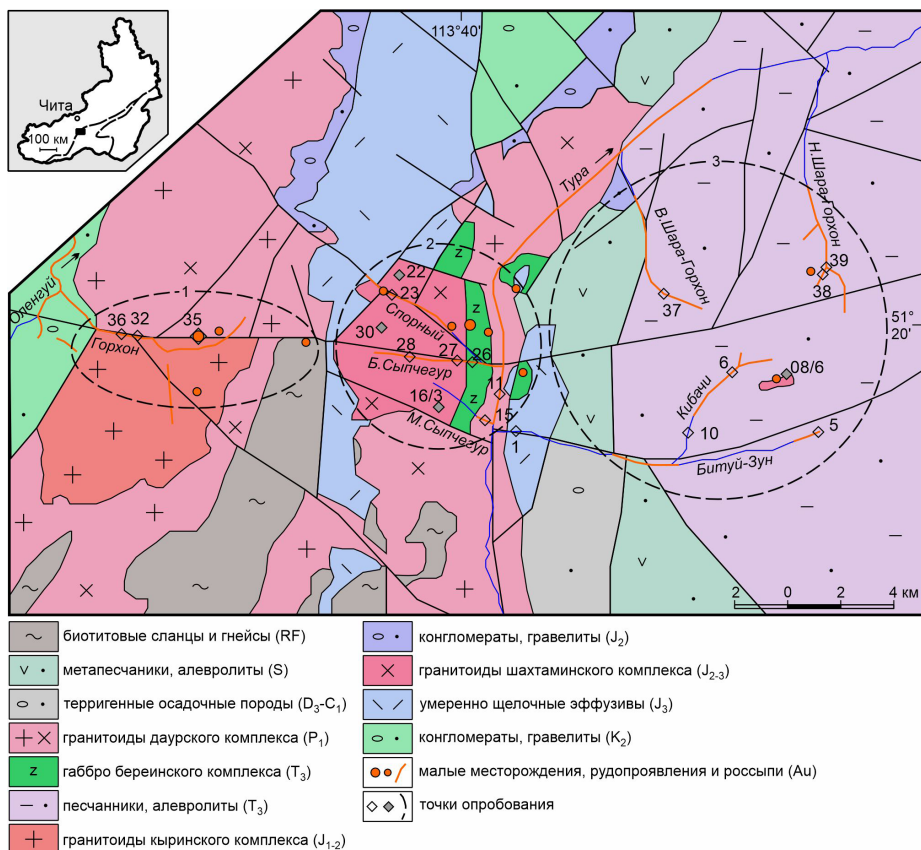 Чита
100 км
113°40'
51°
20'
Оленгуй
Тура
3
Н.Шара-Горхон
В.Шара-Горхон
2
z
1
22
23
39
38
37
36
32
35
Горхон
Спорный
z
30
28
27
26
Б.Сыпчегур
11
6
08/6
Кибачи
16/3
z
15
М.Сыпчегур
1
10
5
Битуй-Зун
2 0 2 4 км
биотитовые сланцы и гнейсы (RF)
метапесчаники, алевролиты (S)
терригенные осадочные породы (D₃-C₁)
гранитоиды даурского комплекса (P₁)
z габбро береинского комплекса (T₃)
песчанники, алевролиты (T₃)
гранитоиды кыринского комплекса (J₁₋₂)
конгломераты, гравелиты (J₂)
гранитоиды шахтаминского комплекса (J₂₋₃)
умеренно щелочные эффузивы (J₃)
конгломераты, гравелиты (K₂)
малые месторождения, рудопроявления и россыпи (Au)
точки опробования